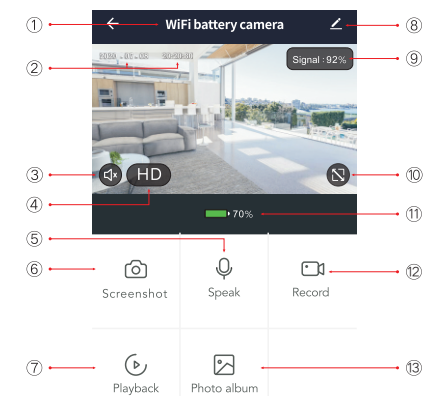 ① WiFi battery camera ⑧
② Signal : 92% ⑨
③ HD ⑩
④
70% ⑪
⑤
⑥ Screenshot Speak Record ⑫
⑦ Playback Photo album ⑬